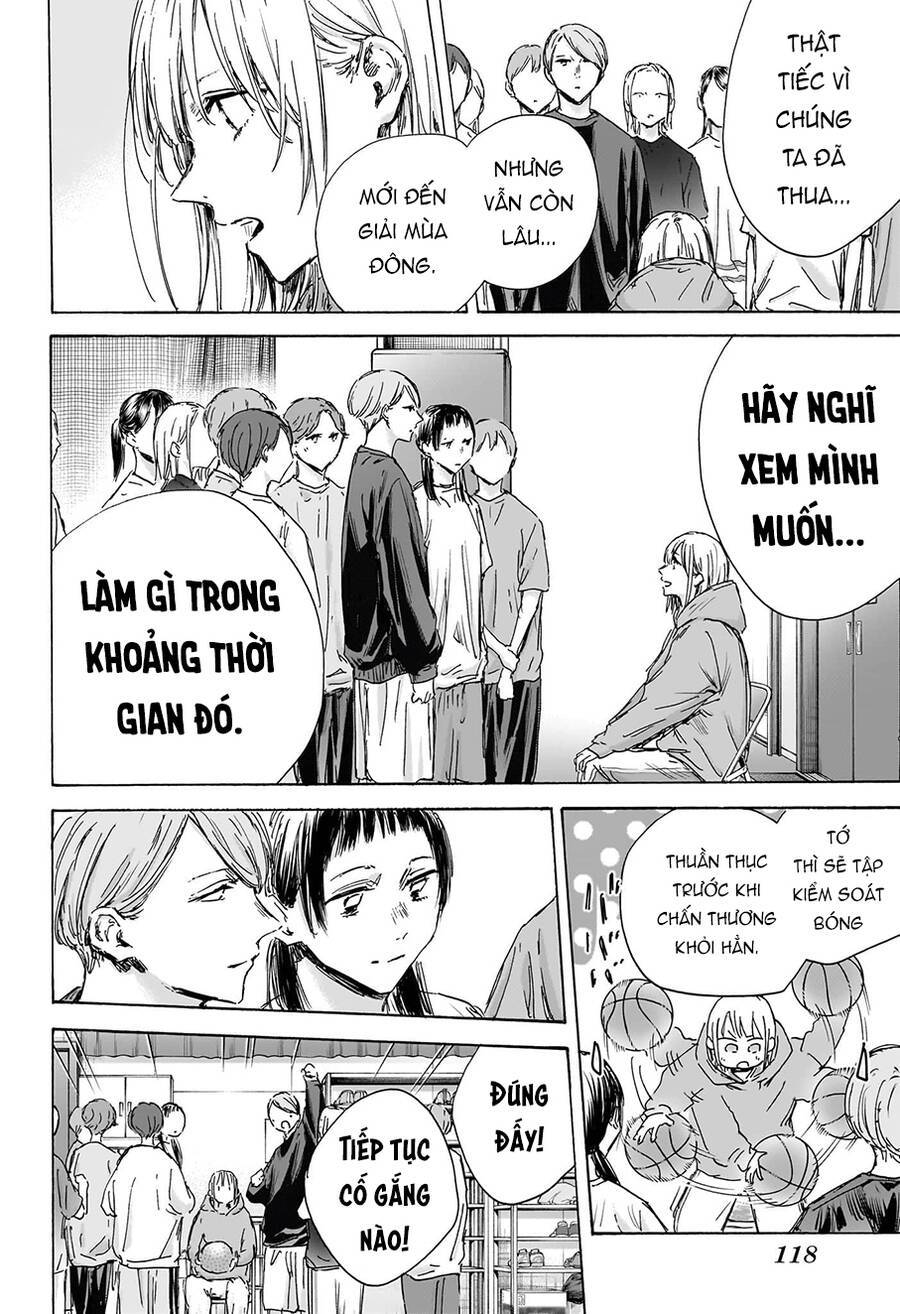 THẬT
TIẾC VÌ
CHÚNG
TA ĐÃ
THUA...
NHƯNG
VẪN CÒN
LÂU...
MỚI ĐẾN
GIẢI MÙA
ĐÔNG.
HÃY NGHĨ
XEM MÌNH
MUỐN...
LÀM GÌ TRONG
KHOẢNG THỜI
GIAN ĐÓ.
TỚ
THÌ SẼ TẬP
KIỂM SOÁT
BÓNG
THUẦN THỤC
TRƯỚC KHI
CHẤN THƯƠNG
KHỎI HẲN.
ĐÚNG
ĐẤY!
TIẾP TỤC
CỐ GẮNG
NÀO!
118